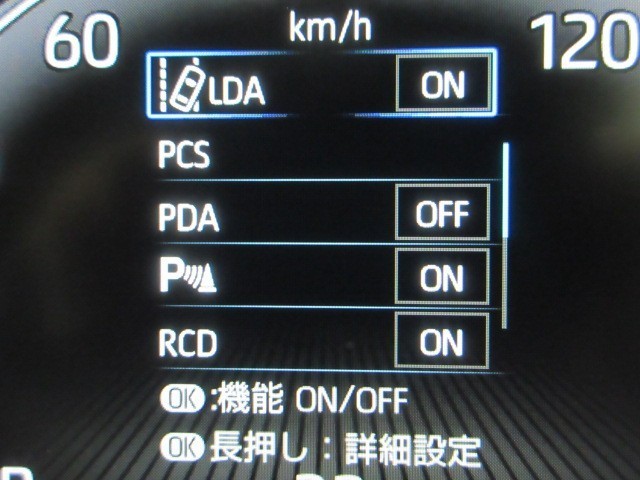 60 km/h 120
LDA ON
PCS
PDA OFF
P ON
RCD ON
OK:機能 ON/OFF
OK長押し:詳細設定